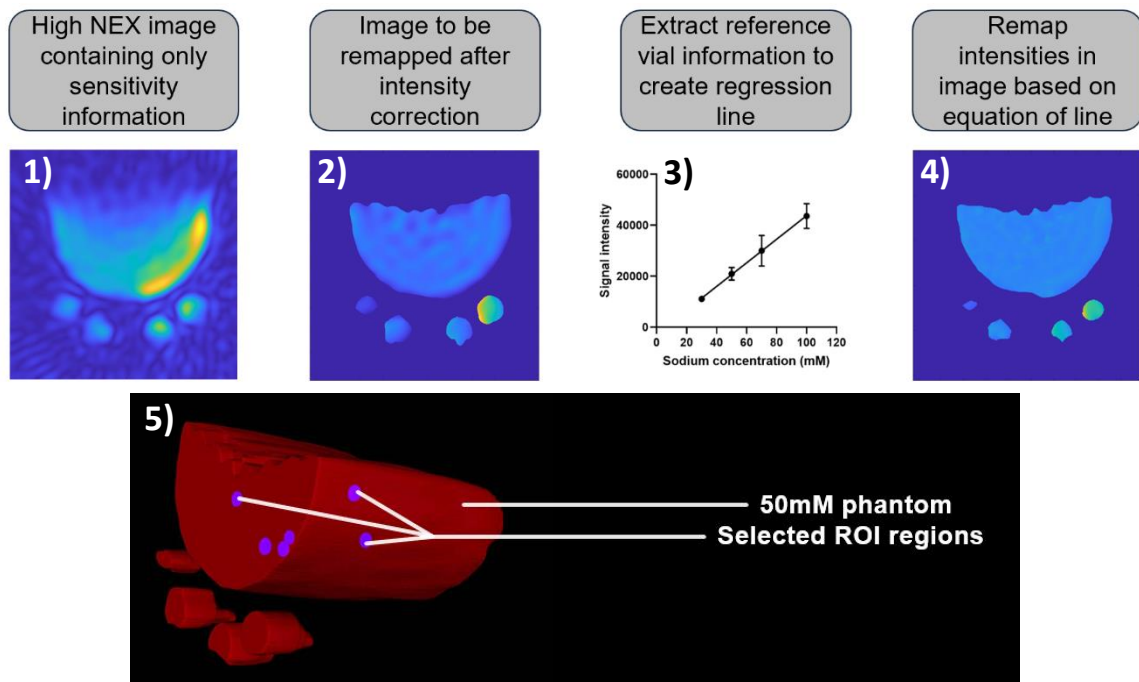 High NEX image
containing only
sensitivity
information
Image to be
remapped after
intensity
correction
Extract reference
vial information to
create regression
line
Remap
intensities in
image based on
equation of line
1)
2)
3)
60000
40000
20000
0
Signal intensity
0 20 40 60 80 100 120
Sodium concentration (mM)
4)
5)
50mM phantom
Selected ROI regions